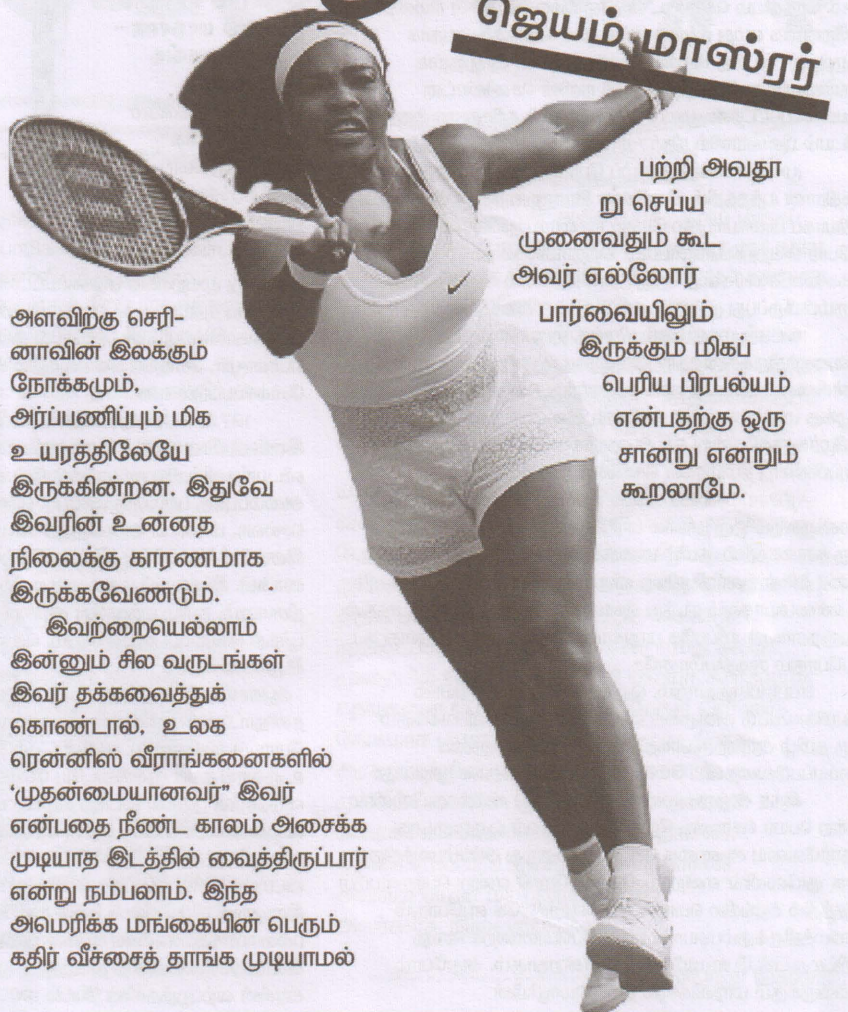 ஜெயம் மாஸ்ரர்
அளவிற்கு செரி-
னாவின் இலக்கும்
நோக்கமும்,
அர்ப்பணிப்பும் மிக
உயரத்திலேயே
இருக்கின்றன. இதுவே
இவரின் உன்னத
நிலைக்கு காரணமாக
இருக்கவேண்டும்.
இவற்றையெல்லாம்
இன்னும் சில வருடங்கள்
இவர் தக்கவைத்துக்
கொண்டால், உலக
ரென்னிஸ் வீராங்கனைகளில்
‘முதன்மையானவர்” இவர்
என்பதை நீண்ட காலம் அசைக்க
முடியாத இடத்தில் வைத்திருப்பார்
என்று நம்பலாம். இந்த
அமெரிக்க மங்கையின் பெரும்
கதிர் வீச்சைத் தாங்க முடியாமல்
பற்றி அவதூ
று செய்ய
முனைவதும் கூட
அவர் எல்லோர்
பார்வையிலும்
இருக்கும் மிகப்
பெரிய பிரபல்யம்
என்பதற்கு ஒரு
சான்று என்றும்
கூறலாமே.